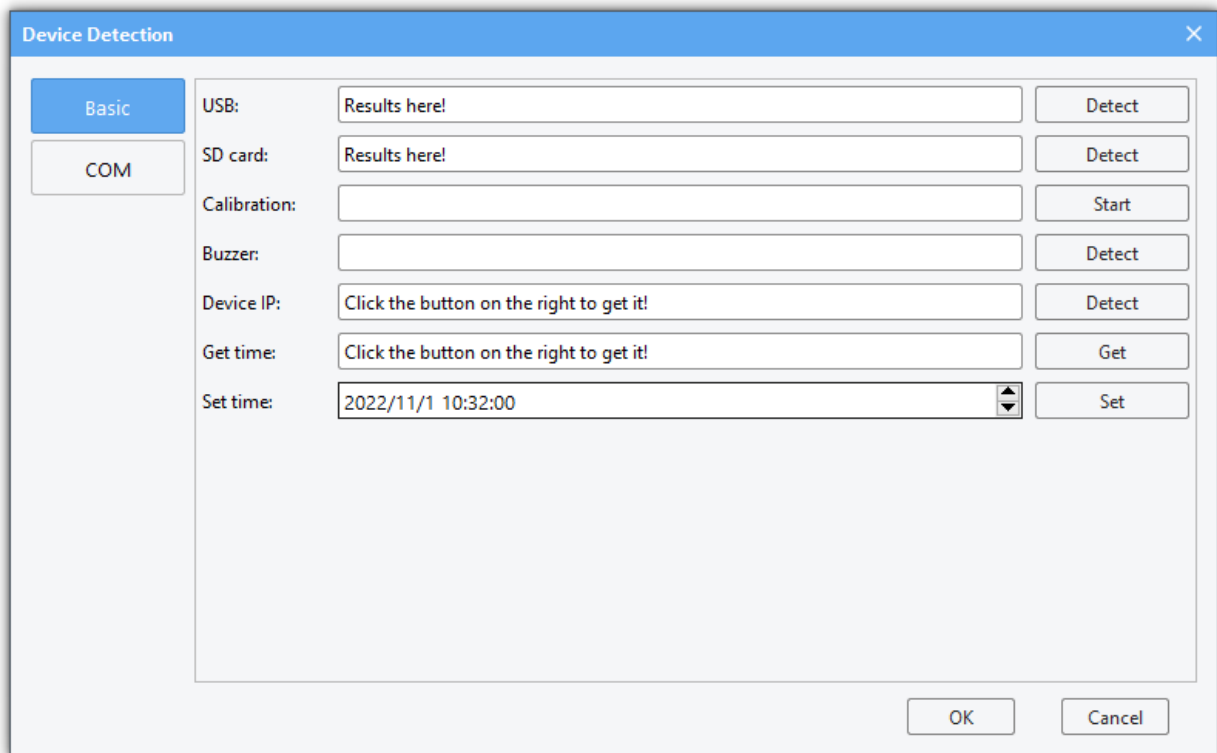 Device Detection
Basic
COM
USB: Results here! Detect
SD card: Results here! Detect
Calibration: Start
Buzzer: Detect
Device IP: Click the button on the right to get it! Detect
Get time: Click the button on the right to get it! Get
Set time: 2022/11/1 10:32:00 Set
OK Cancel